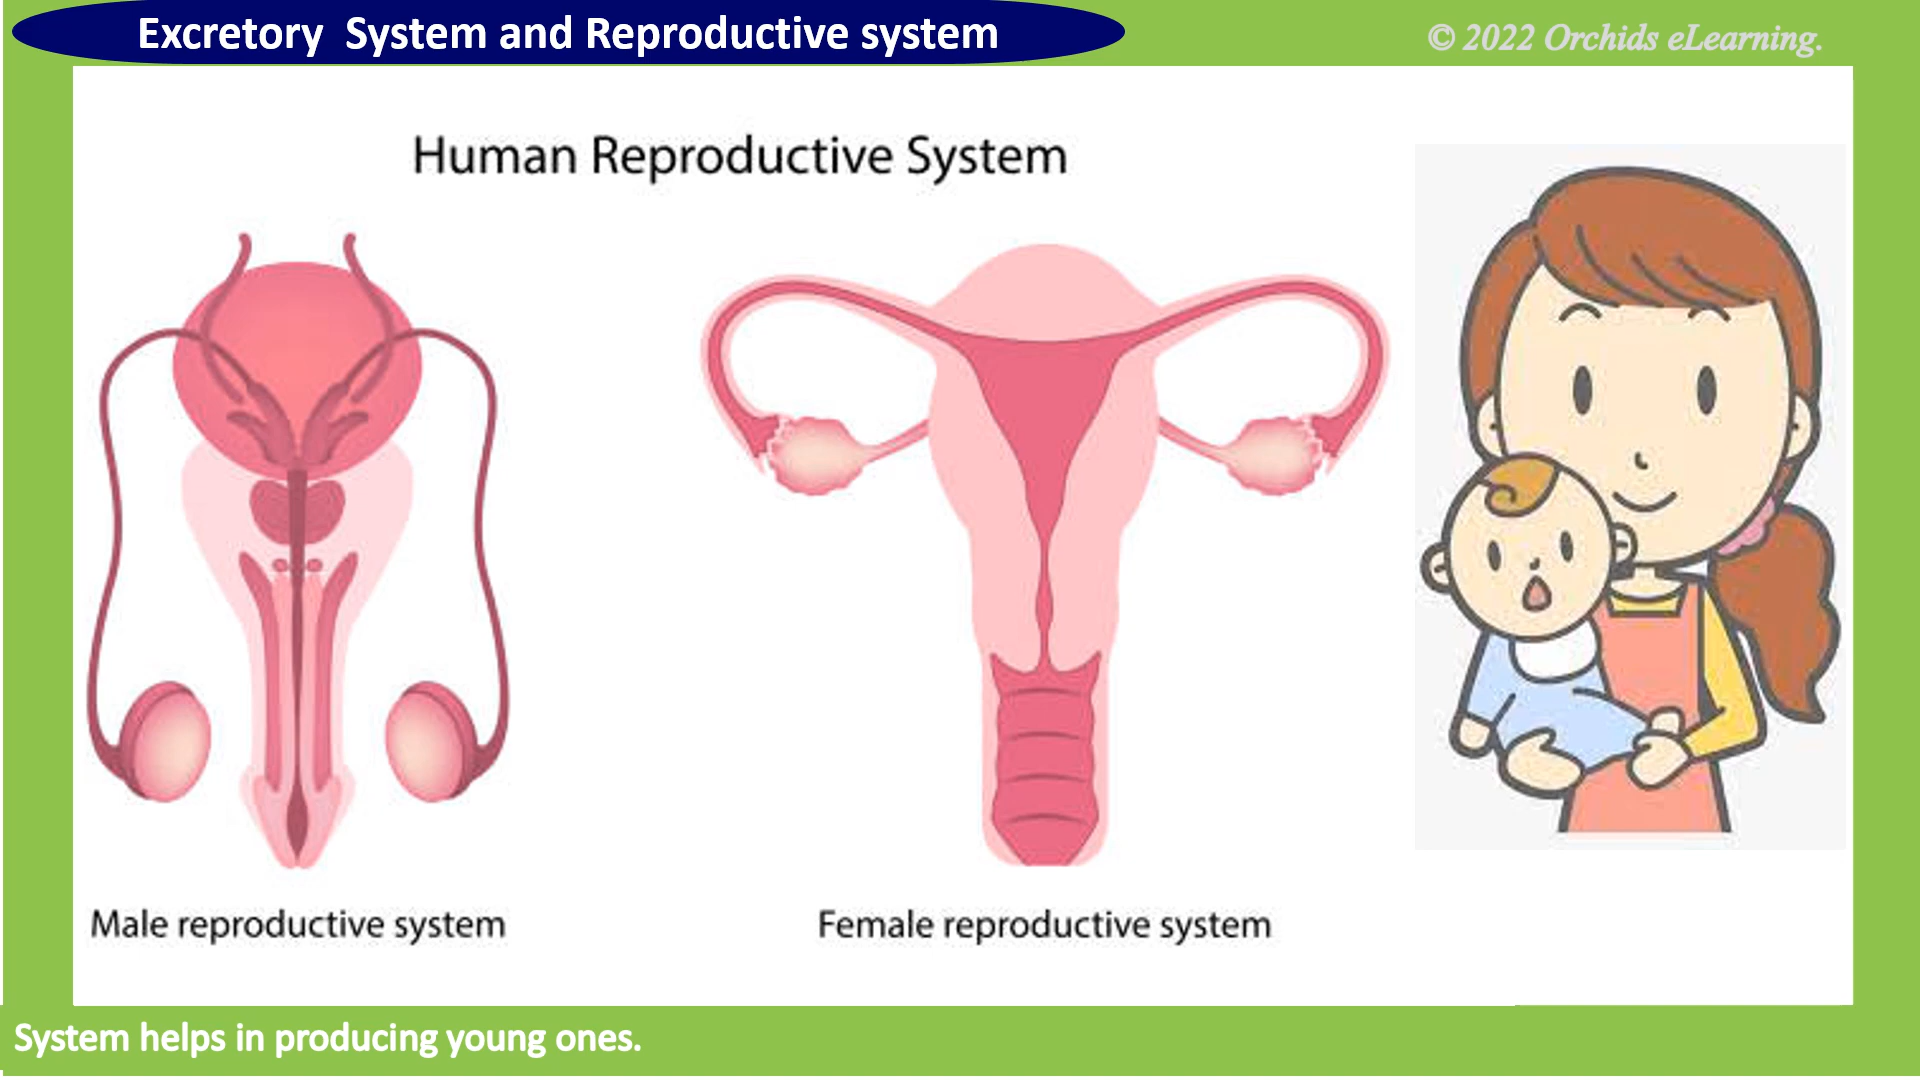 Excretory System and Reproductive system
© 2022 Orchids eLearning.
Human Reproductive System
Male reproductive system
Female reproductive system
System helps in producing young ones.